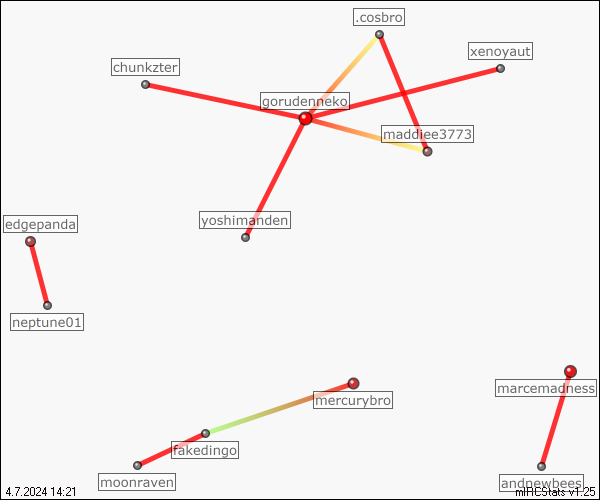 .cosbro
xenoyaut
chunkzter
gorudenneko
maddiee3773
yoshimanden
edgepanda
neptune01
marcemadness
mercurybro
fakedingo
moonraven
andnewbees
4.7.2024 14:21
mIRCStats v1.25